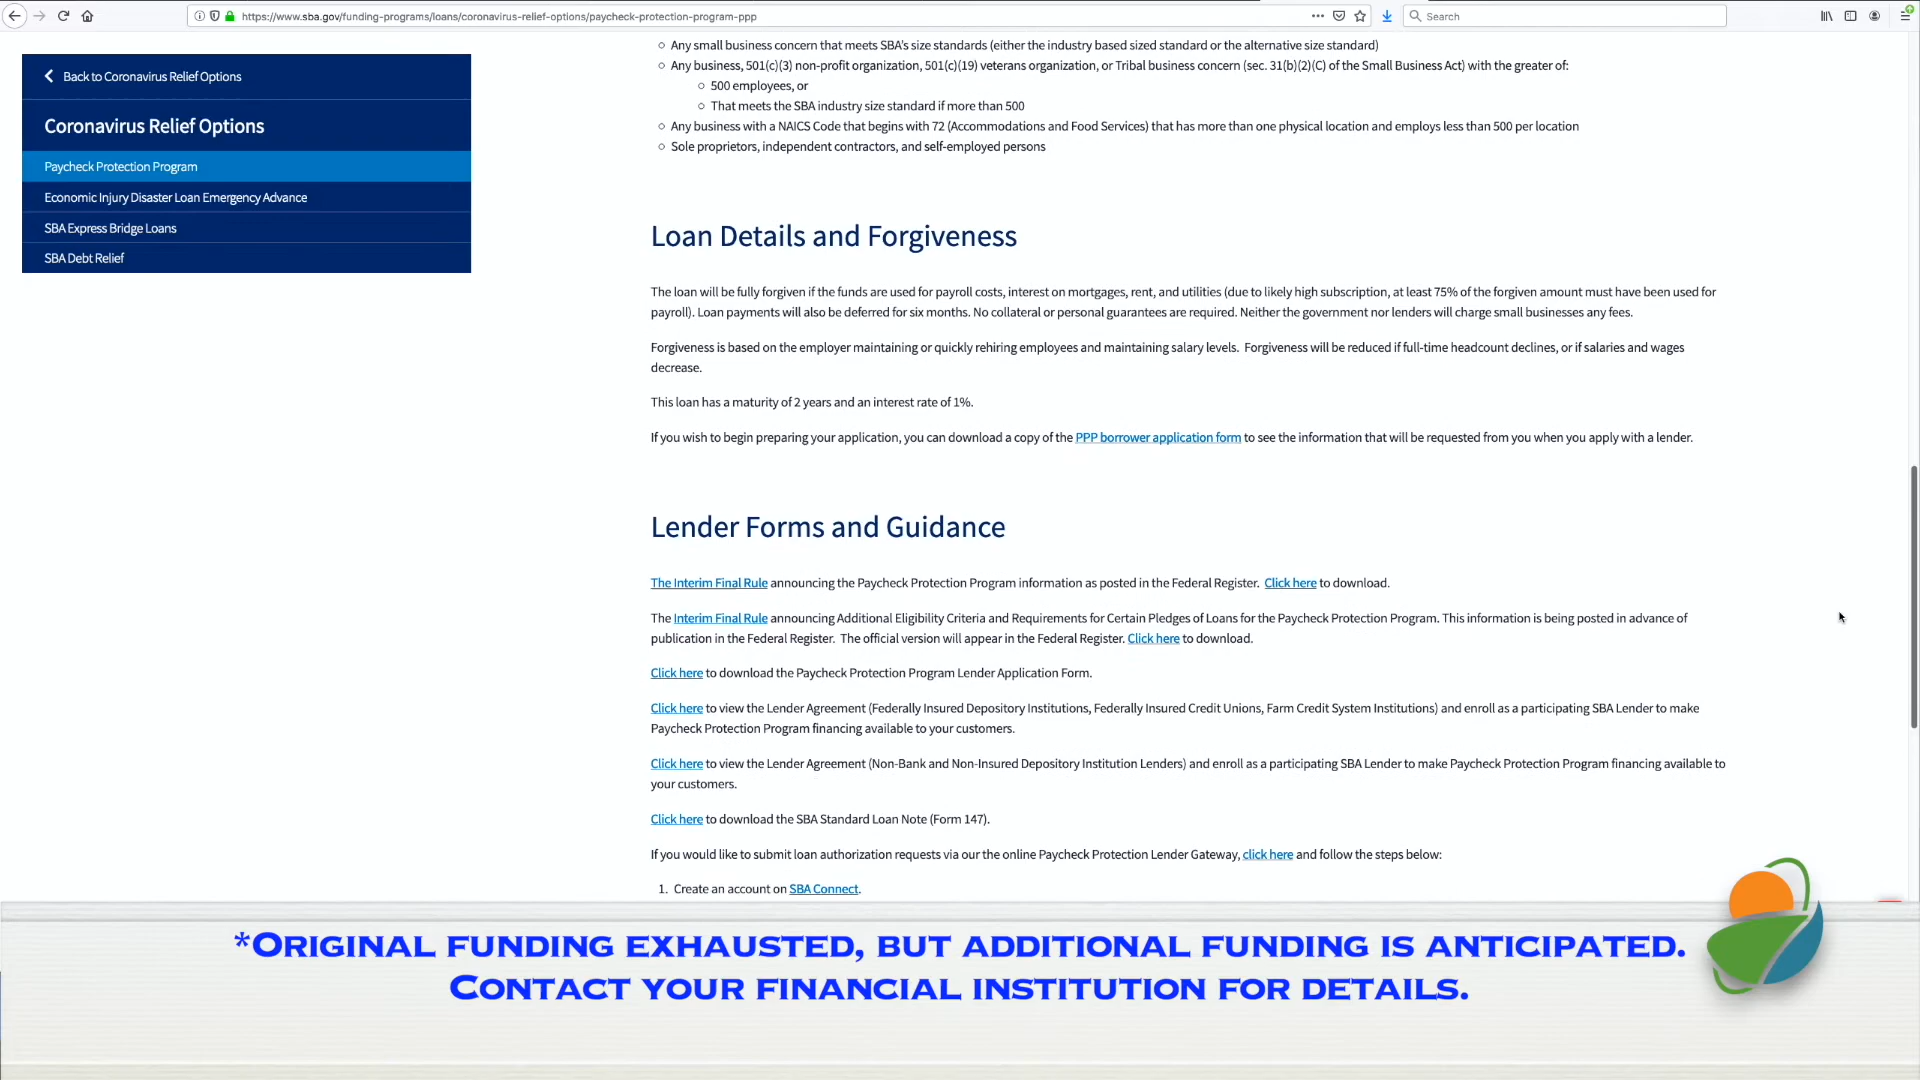 https://www.sba.gov/funding-programs/loans/coronavirus-relief-options/paycheck-protection-program-ppp
Search
Back to Coronavirus Relief Options
Coronavirus Relief Options
Paycheck Protection Program
Economic Injury Disaster Loan Emergency Advance
SBA Express Bridge Loans
SBA Debt Relief
Any small business concern that meets SBA's size standards (either the industry based sized standard or the alternative size standard)
Any business, 501(c)(3) non-profit organization, 501(c)(19) veterans organization, or Tribal business concern (sec. 31(b)(2)(C) of the Small Business Act) with the greater of:
500 employees, or
That meets the SBA industry size standard if more than 500
Any business with a NAICS Code that begins with 72 (Accommodations and Food Services) that has more than one physical location and employs less than 500 per location
Sole proprietors, independent contractors, and self-employed persons
Loan Details and Forgiveness
The loan will be fully forgiven if the funds are used for payroll costs, interest on mortgages, rent, and utilities (due to likely high subscription, at least 75% of the forgiven amount must have been used for
payroll). Loan payments will also be deferred for six months. No collateral or personal guarantees are required. Neither the government nor lenders will charge small businesses any fees.
Forgiveness is based on the employer maintaining or quickly rehiring employees and maintaining salary levels. Forgiveness will be reduced if full-time headcount declines, or if salaries and wages
decrease.
This loan has a maturity of 2 years and an interest rate of 1%.
If you wish to begin preparing your application, you can download a copy of the PPP borrower application form to see the information that will be requested from you when you apply with a lender.
Lender Forms and Guidance
The Interim Final Rule announcing the Paycheck Protection Program information as posted in the Federal Register. Click here to download.
The Interim Final Rule announcing Additional Eligibility Criteria and Requirements for Certain Pledges of Loans for the Paycheck Protection Program. This information is being posted in advance of
publication in the Federal Register. The official version will appear in the Federal Register. Click here to download.
Click here to download the Paycheck Protection Program Lender Application Form.
Click here to view the Lender Agreement (Federally Insured Depository Institutions, Federally Insured Credit Unions, Farm Credit System Institutions) and enroll as a participating SBA Lender to make
Paycheck Protection Program financing available to your customers.
Click here to view the Lender Agreement (Non-Bank and Non-Insured Depository Institution Lenders) and enroll as a participating SBA Lender to make Paycheck Protection Program financing available to
your customers.
Click here to download the SBA Standard Loan Note (Form 147).
If you would like to submit loan authorization requests via our the online Paycheck Protection Lender Gateway, click here and follow the steps below:
1. Create an account on SBA Connect.
*Original funding exhausted, but additional funding is anticipated.
Contact your financial institution for details.